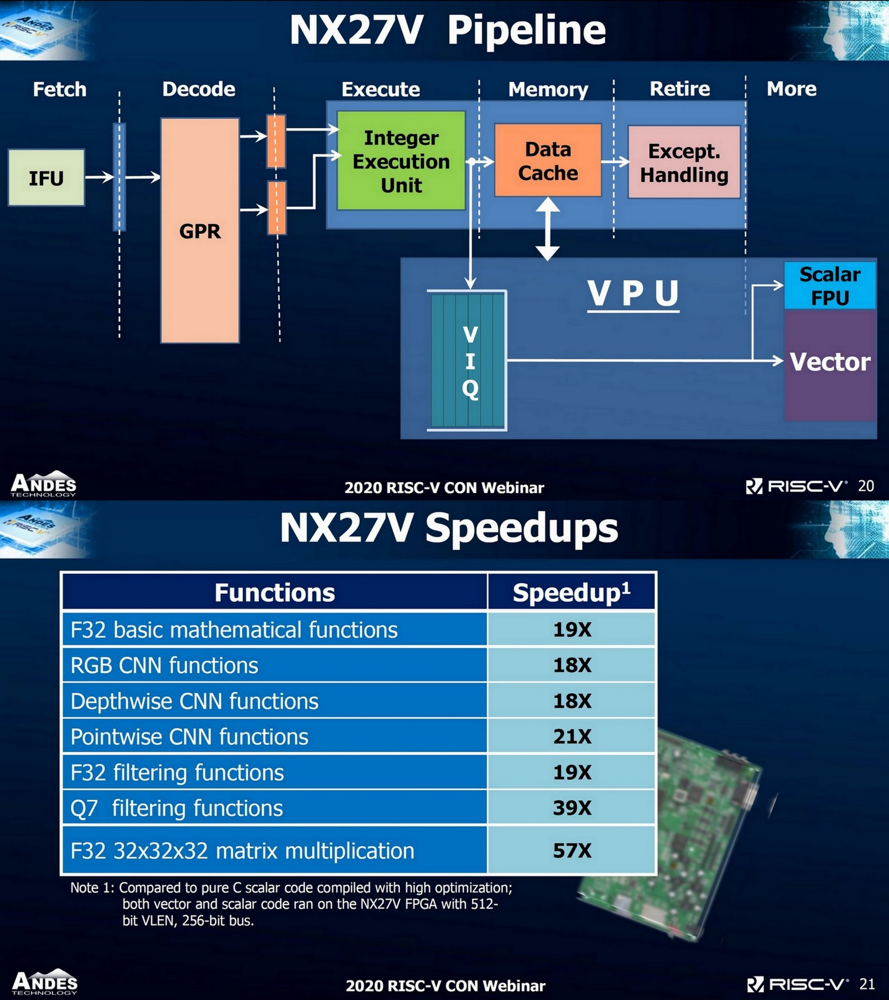 NX27V  Pipeline
Fetch
Decode
Execute
Memory
Retire
More
IFU
GPR
Integer
Execution
Unit
Data
Cache
Except.
Handling
V P U
V
I
Q
Scalar
FPU
Vector
ANDES
TECHNOLOGY
2020 RISC-V CON Webinar
RISC-V® 20
ANDES
RISC-V
NX27V Speedups
Functions Speedup¹
F32 basic mathematical functions 19X
RGB CNN functions 18X
Depthwise CNN functions 18X
Pointwise CNN functions 21X
F32 filtering functions 19X
Q7  filtering functions 39X
F32 32x32x32 matrix multiplication 57X
Note 1: Compared to pure C scalar code compiled with high optimization;
both vector and scalar code ran on the NX27V FPGA with 512-
bit VLEN, 256-bit bus.
ANDES
TECHNOLOGY
2020 RISC-V CON Webinar
RISC-V® 21